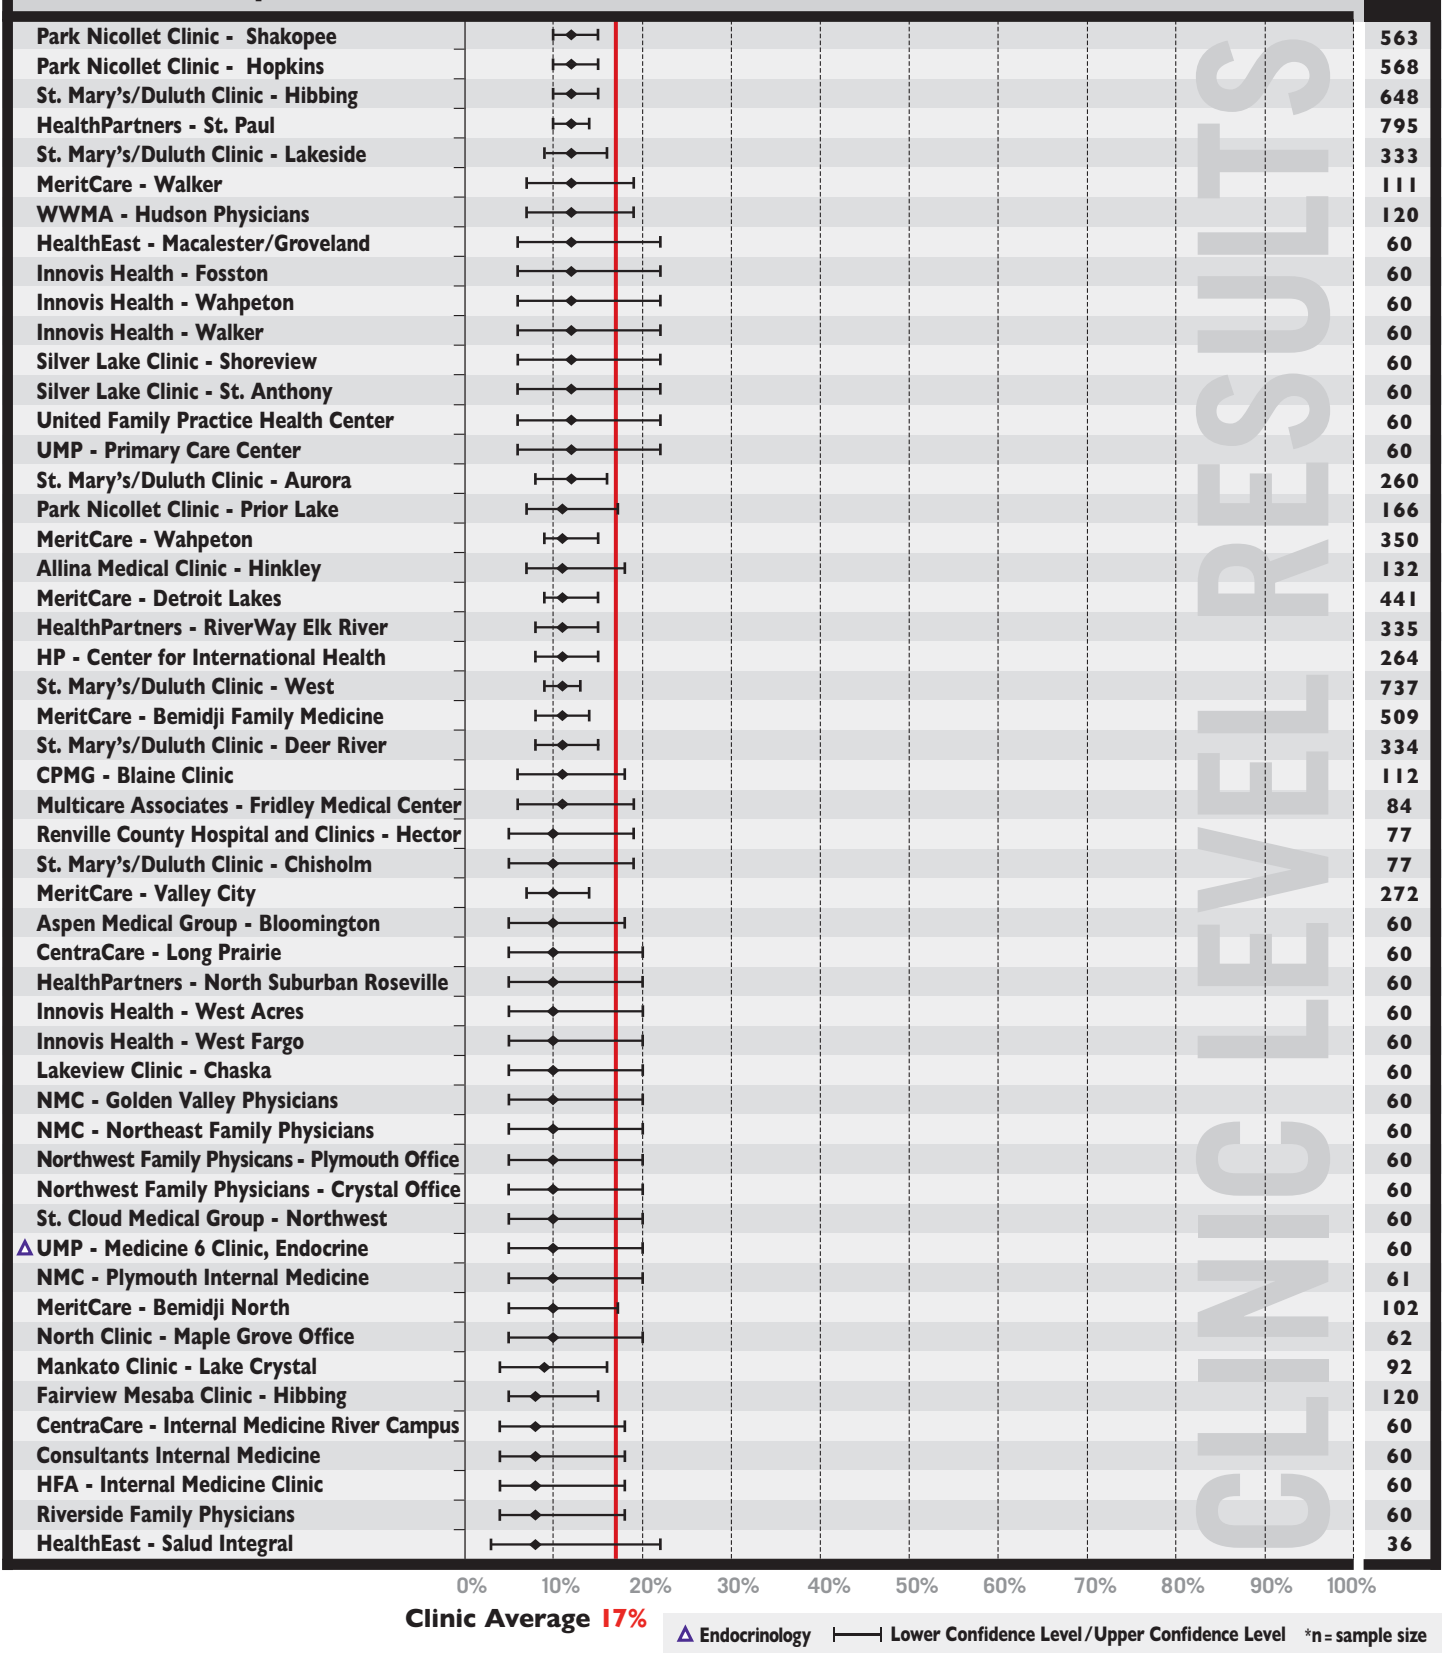 Park Nicollet Clinic - Shakopee 563
Park Nicollet Clinic - Hopkins 568
St. Mary's/Duluth Clinic - Hibbing 648
HealthPartners - St. Paul 795
St. Mary's/Duluth Clinic - Lakeside 333
MeritCare - Walker 111
WWMA - Hudson Physicians 120
HealthEast - Macalester/Groveland 60
Innovis Health - Fosston 60
Innovis Health - Wahpeton 60
Innovis Health - Walker 60
Silver Lake Clinic - Shoreview 60
Silver Lake Clinic - St. Anthony 60
United Family Practice Health Center 60
UMP - Primary Care Center 60
St. Mary's/Duluth Clinic - Aurora 260
Park Nicollet Clinic - Prior Lake 166
MeritCare - Wahpeton 350
Allina Medical Clinic - Hinkley 132
MeritCare - Detroit Lakes 441
HealthPartners - RiverWay Elk River 335
HP - Center for International Health 264
St. Mary's/Duluth Clinic - West 737
MeritCare - Bemidji Family Medicine 509
St. Mary's/Duluth Clinic - Deer River 334
CPMG - Blaine Clinic 112
Multicare Associates - Fridley Medical Center 84
Renville County Hospital and Clinics - Hector 77
St. Mary's/Duluth Clinic - Chisholm 77
MeritCare - Valley City 272
Aspen Medical Group - Bloomington 60
CentraCare - Long Prairie 60
HealthPartners - North Suburban Roseville 60
Innovis Health - West Acres 60
Innovis Health - West Fargo 60
Lakeview Clinic - Chaska 60
NMC - Golden Valley Physicians 60
NMC - Northeast Family Physicians 60
Northwest Family Physicans - Plymouth Office 60
Northwest Family Physicians - Crystal Office 60
St. Cloud Medical Group - Northwest 60
UMP - Medicine 6 Clinic, Endocrine 60
NMC - Plymouth Internal Medicine 61
MeritCare - Bemidji North 102
North Clinic - Maple Grove Office 62
Mankato Clinic - Lake Crystal 92
Fairview Mesaba Clinic - Hibbing 120
CentraCare - Internal Medicine River Campus 60
Consultants Internal Medicine 60
HFA - Internal Medicine Clinic 60
Riverside Family Physicians 60
HealthEast - Salud Integral 36
CLINIC LEVEL RESULTS
0% 10% 20% 30% 40% 50% 60% 70% 80% 90% 100%
Clinic Average 17%
Endocrinology Lower Confidence Level/Upper Confidence Level *n = sample size